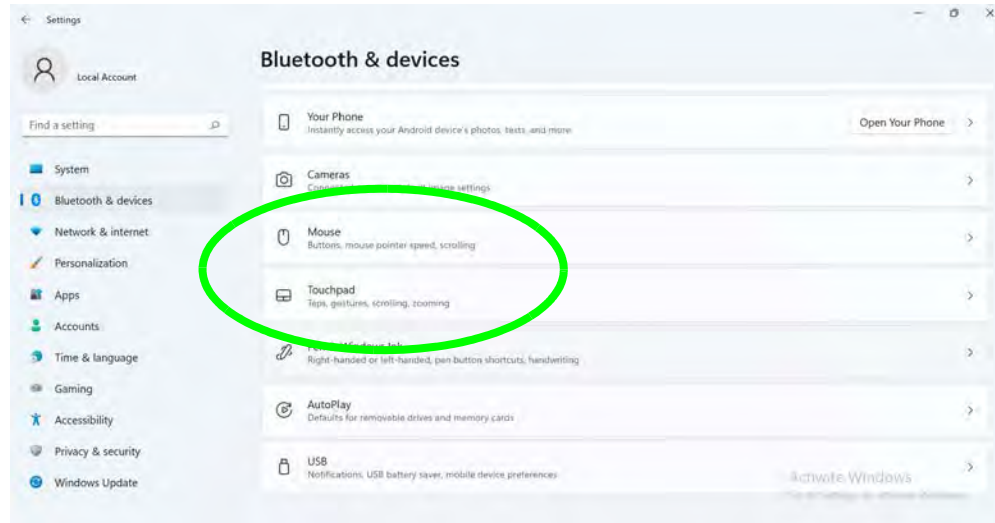 Settings
Local Account
Find a setting
System
Bluetooth & devices
Network & internet
Personalization
Apps
Accounts
Time & language
Gaming
Accessibility
Privacy & security
Windows Update
Bluetooth & devices
Your Phone
Instantly access your Android device's photos, texts, and more
Open Your Phone
Cameras
image settings
Mouse
Buttons, mouse pointer speed, scrolling
Touchpad
Taps, gestures, scrolling, zooming
Right-handed or left-handed, pen button shortcuts, handwriting
AutoPlay
Defaults for removable drives and memory cards
USB
Notifications, USB battery saver, mobile device preferences
Activate Windows